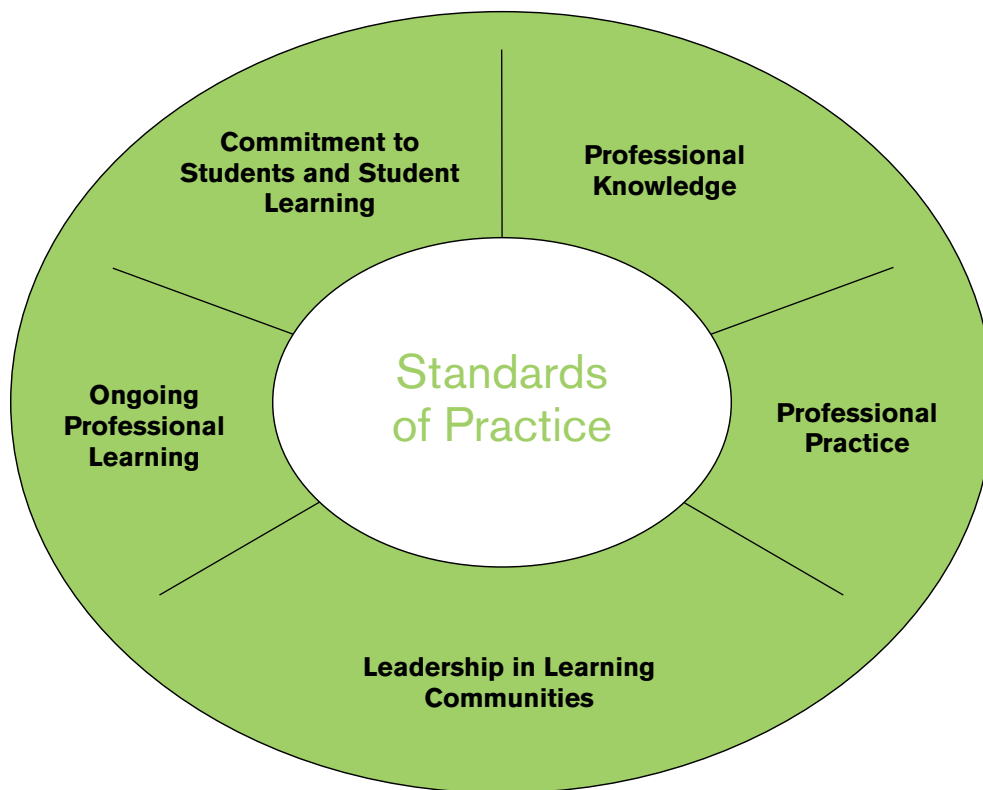 Commitment to
Students and Student
Learning
Professional
Knowledge
Ongoing
Professional
Learning
Standards
of Practice
Professional
Practice
Leadership in Learning
Communities